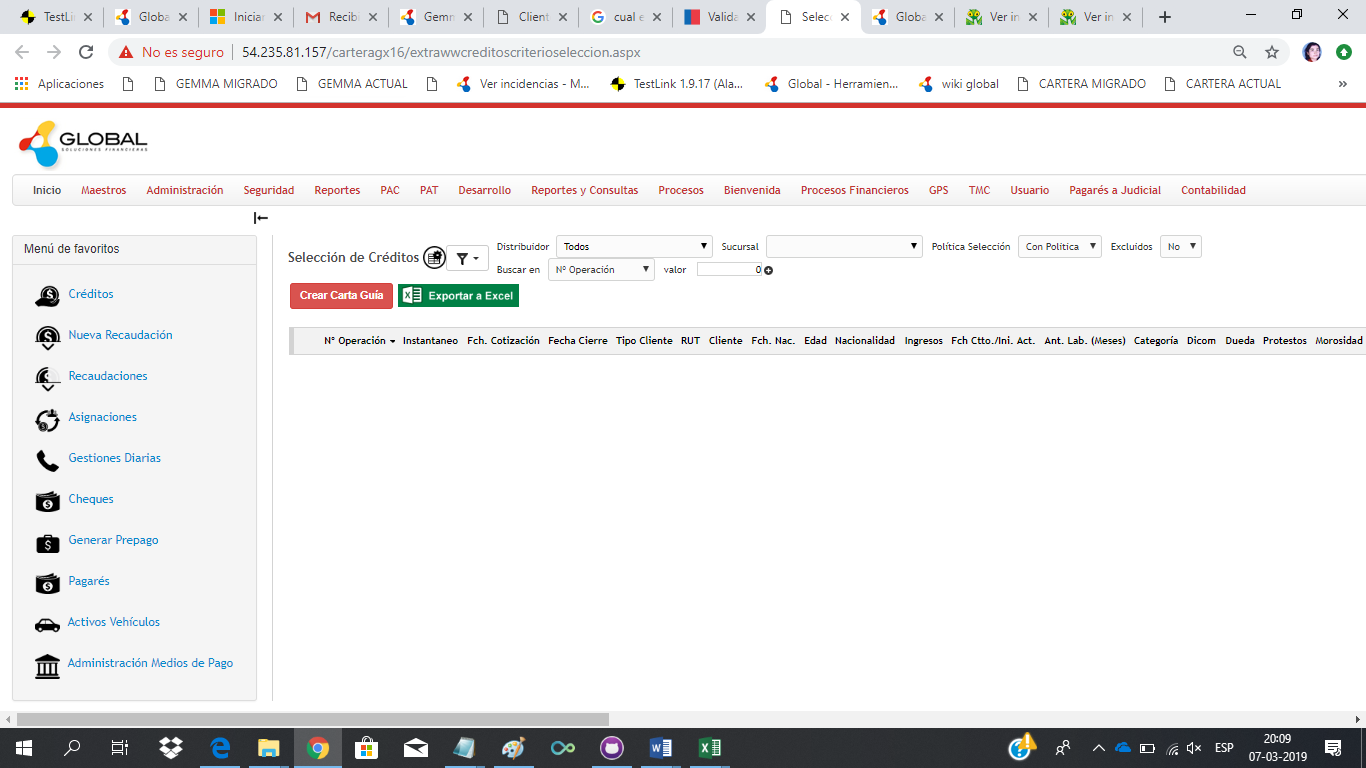 TestLin
Globa
Iniciar
Recibi
Gemm
Client
cual e
Valida
Selecc
Globa
Ver in
Ver in
No es seguro
54.235.81.157/carteragx16/extrawwcreditoscriterioseleccion.aspx
Aplicaciones
GEMMA MIGRADO
GEMMA ACTUAL
Ver incidencias - M...
TestLink 1.9.17 (Ala...
Global - Herramien...
wiki global
CARTERA MIGRADO
CARTERA ACTUAL
»
GLOBAL
SOLUCIONES FINANCIERAS
Inicio Maestros Administración Seguridad Reportes PAC PAT Desarrollo Reportes y Consultas Procesos Bienvenida Procesos Financieros GPS TMC Usuario Pagarés a Judicial Contabilidad
Menú de favoritos
Créditos
Nueva Recaudación
Recaudaciones
Asignaciones
Gestiones Diarias
Cheques
Generar Prepago
Pagarés
Activos Vehículos
Administración Medios de Pago
Selección de Créditos
Distribuidor Todos Sucursal Política Selección Con Politica Excluidos No
Buscar en Nº Operación valor 0
Crear Carta Guía Exportar a Excel
N° Operación Instantaneo Fch. Cotización Fecha Cierre Tipo Cliente RUT Cliente Fch. Nac. Edad Nacionalidad Ingresos Fch Ctto./Ini. Act. Ant. Lab. (Meses) Categoría Dicom Dueda Protestos Morosidad
ESP
20:09
07-03-2019